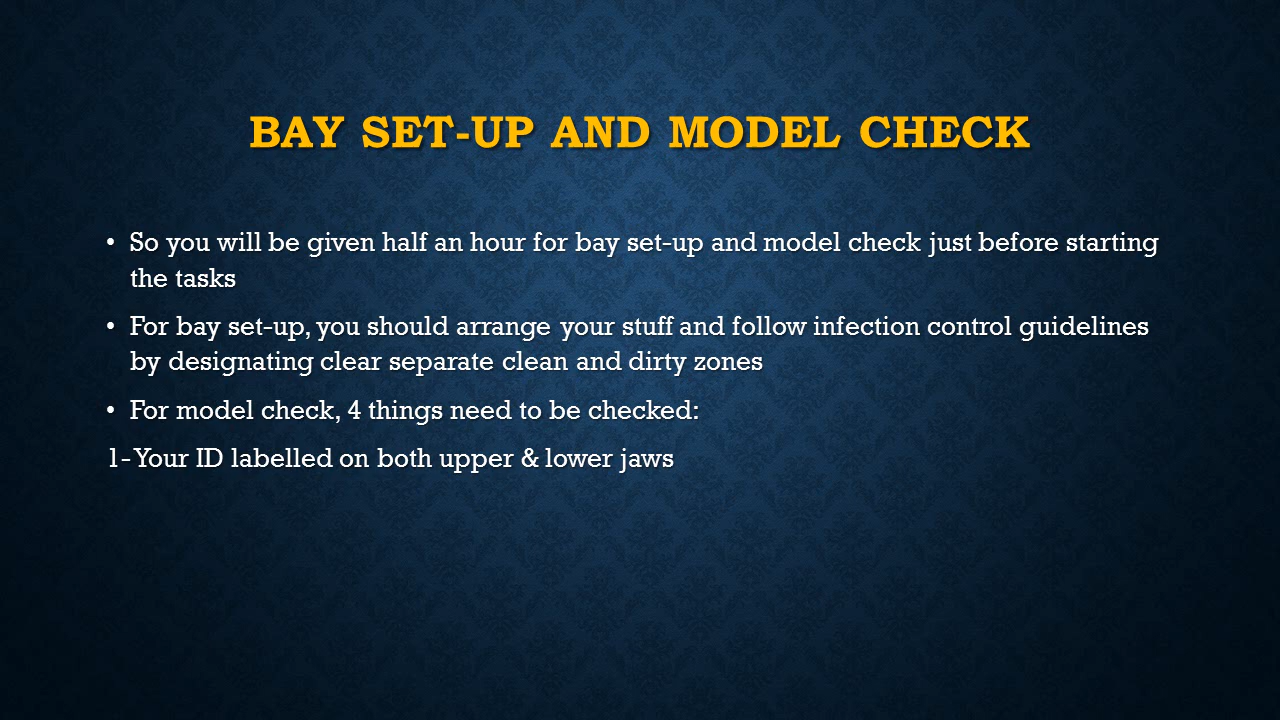 BAY SET-UP AND MODEL CHECK
• So you will be given half an hour for bay set-up and model check just before starting
the tasks
• For bay set-up, you should arrange your stuff and follow infection control guidelines
by designating clear separate clean and dirty zones
• For model check, 4 things need to be checked:
1- Your ID labelled on both upper & lower jaws